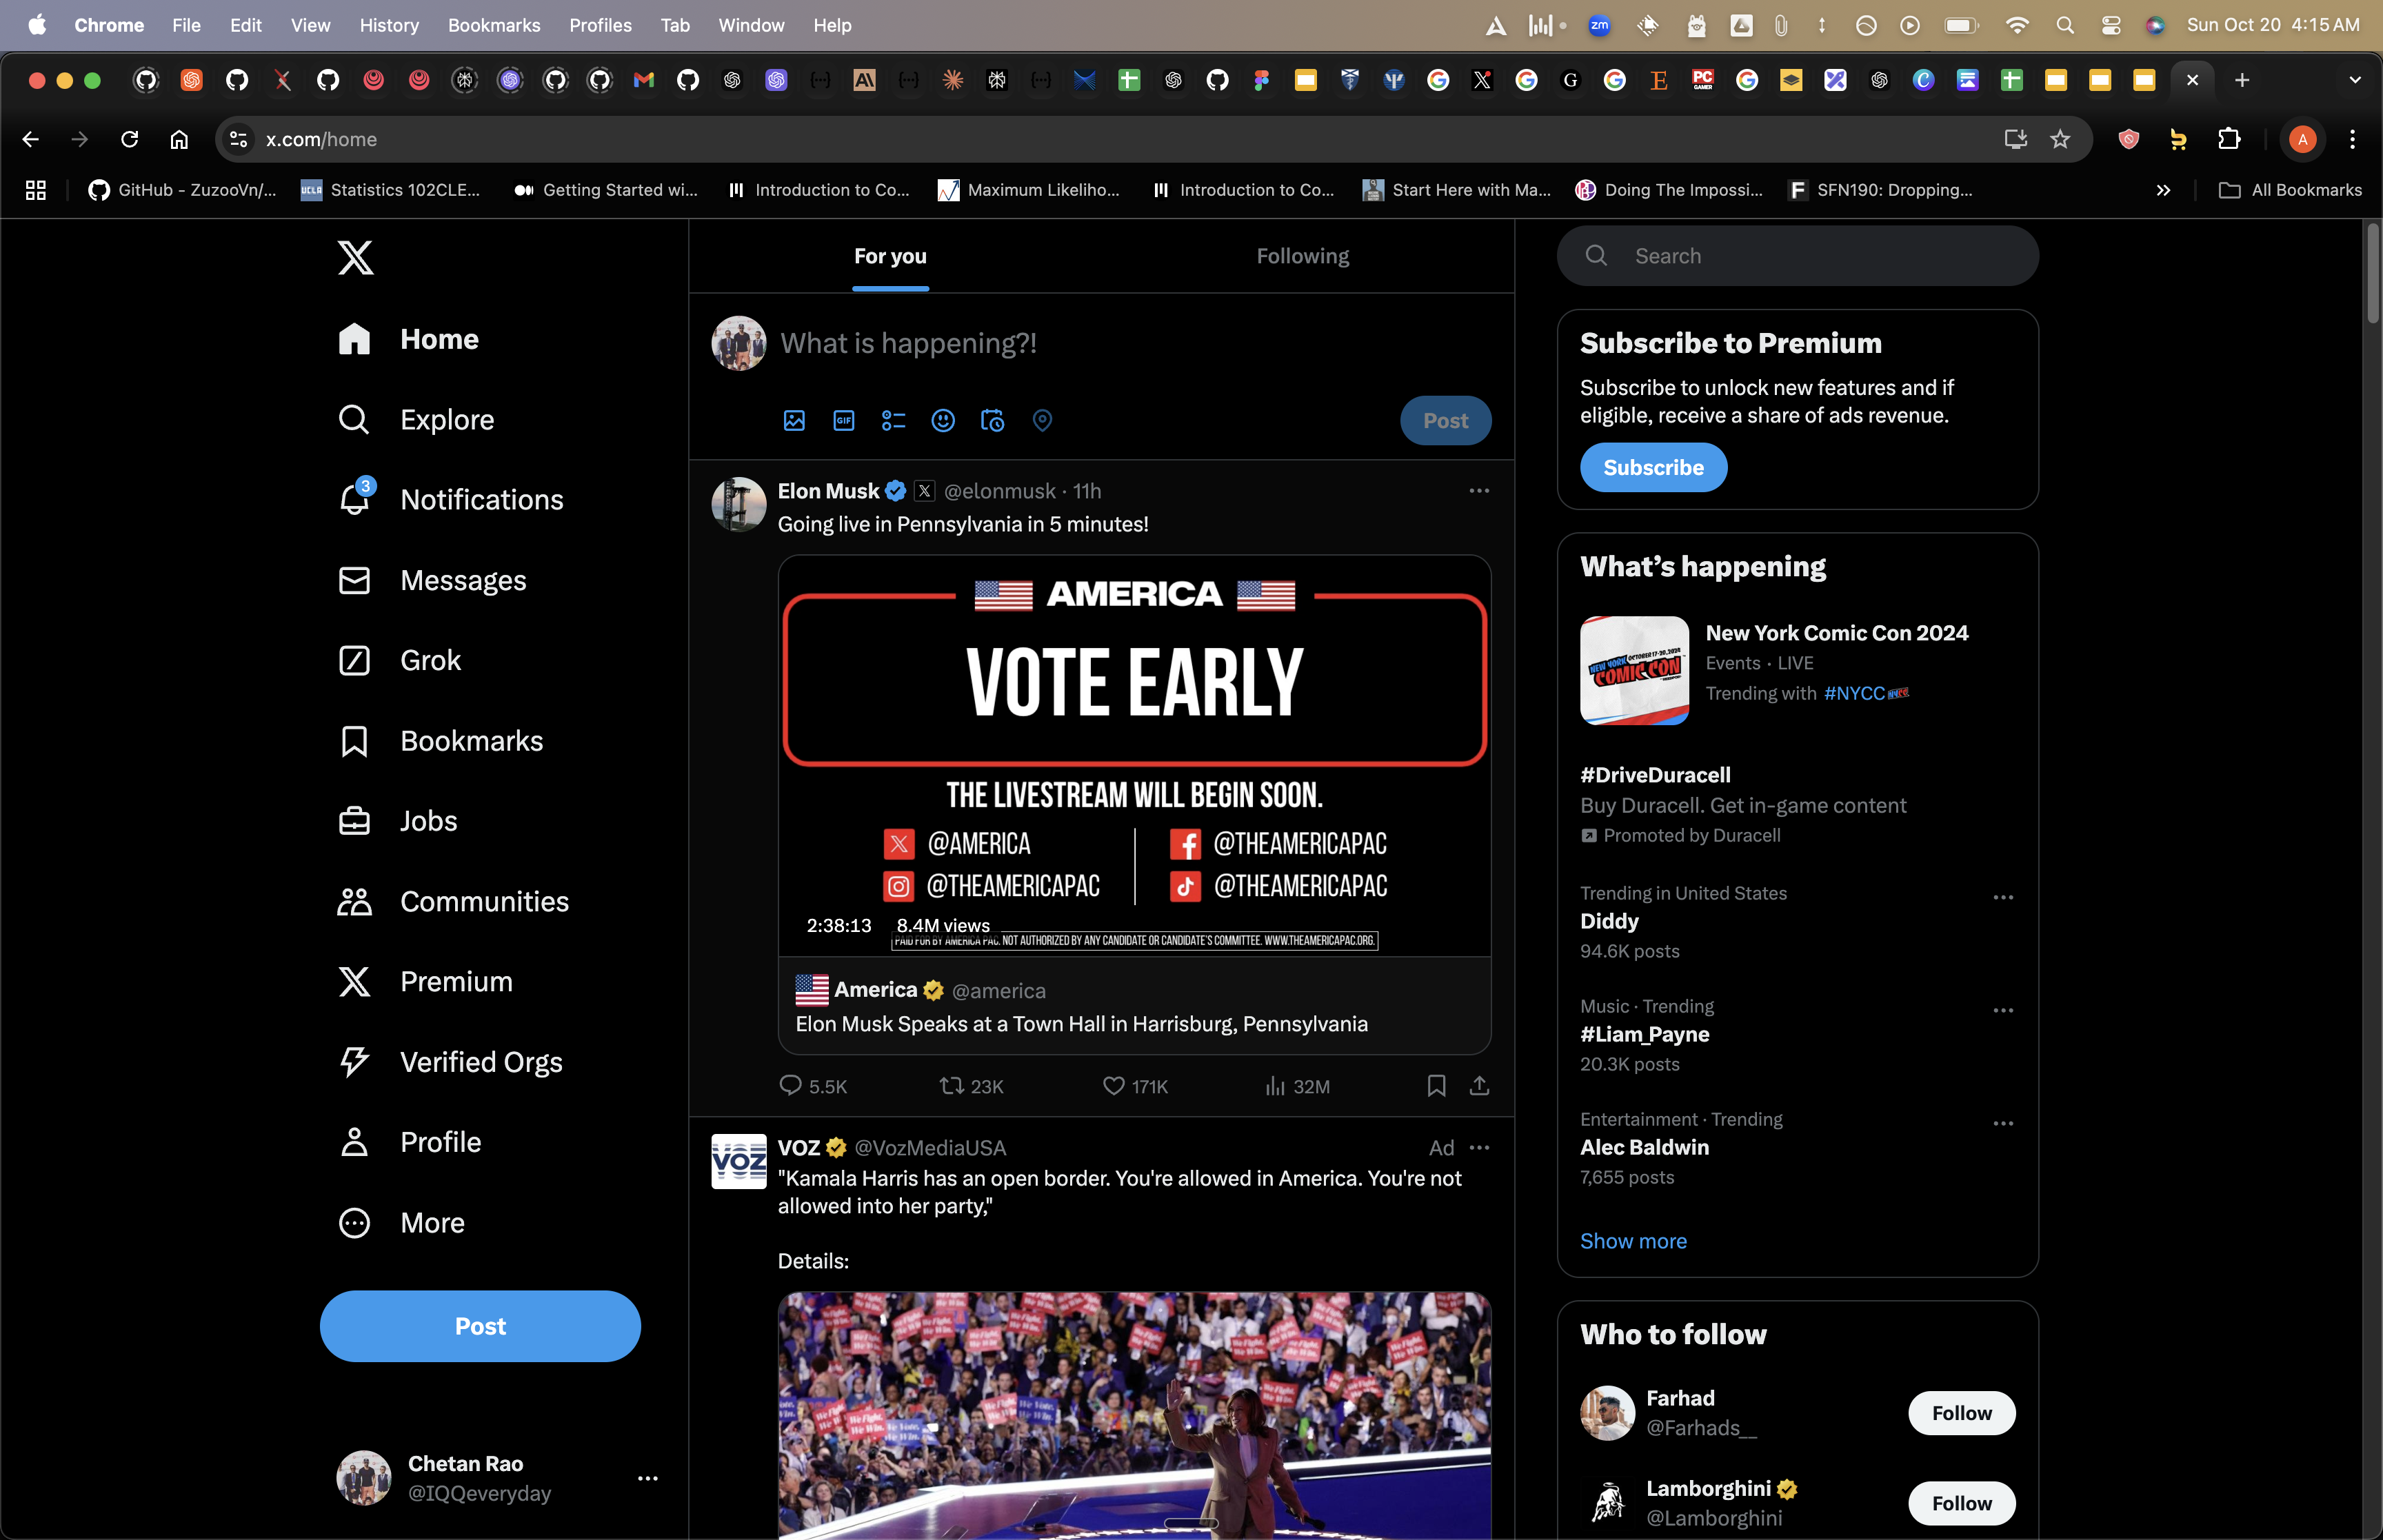 Chrome File Edit View History Bookmarks Profiles Tab Window Help
zm
Sun Oct 20 4:15 AM
x.com/home
A
GitHub - ZuzooVn/...
UCLA Statistics 102CLE...
Getting Started wi...
Introduction to Co...
Maximum Likeliho...
Introduction to Co...
Start Here with Ma...
Doing The Impossi...
SFN190: Dropping...
All Bookmarks
Home
Explore
3
Notifications
Messages
Grok
Bookmarks
Jobs
Communities
Premium
Verified Orgs
Profile
More
Post
Chetan Rao
@IQQeveryday
For you
Following
What is happening?!
GIF
Post
Elon Musk @elonmusk · 11h
Going live in Pennsylvania in 5 minutes!
AMERICA
VOTE EARLY
THE LIVESTREAM WILL BEGIN SOON.
@AMERICA
@THEAMERICAPAC
@THEAMERICAPAC
@THEAMERICAPAC
2:38:13 8.4M views
PAID FOR BY AMERICA PAC. NOT AUTHORIZED BY ANY CANDIDATE OR CANDIDATE'S COMMITTEE. WWW.THEAMERICAPAC.ORG.
America @america
Elon Musk Speaks at a Town Hall in Harrisburg, Pennsylvania
5.5K 23K 171K 32M
VOZ
VOZ @VozMediaUSA
Ad
"Kamala Harris has an open border. You're allowed in America. You're not
allowed into her party,"
Details:
Search
Subscribe to Premium
Subscribe to unlock new features and if
eligible, receive a share of ads revenue.
Subscribe
What's happening
NEW YORK
COMIC CON
New York Comic Con 2024
Events · LIVE
Trending with #NYCC
#DriveDuracell
Buy Duracell. Get in-game content
Promoted by Duracell
Trending in United States
Diddy
94.6K posts
Music · Trending
#Liam_Payne
20.3K posts
Entertainment · Trending
Alec Baldwin
7,655 posts
Show more
Who to follow
Farhad
@Farhads__
Follow
Lamborghini
@Lamborghini
Follow